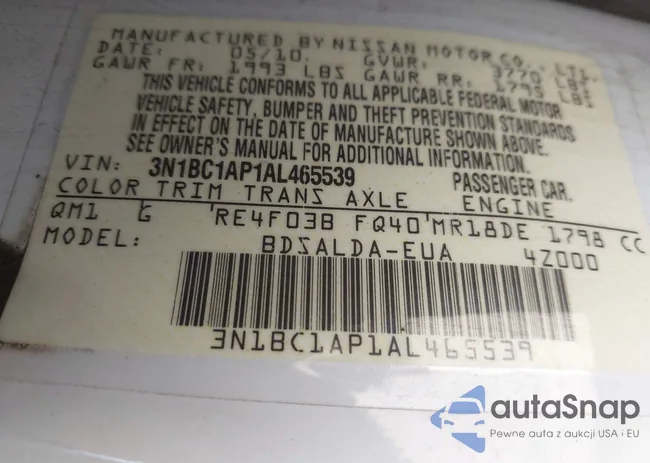 MANUFACTURED BY NISSAN MOTOR CO., LTD.
DATE: 05/10 GVWR: 3770 LBS
GAWR FR: 1993 LBS GAWR RR: 1795 LBS
THIS VEHICLE CONFORMS TO ALL APPLICABLE FEDERAL MOTOR
VEHICLE SAFETY, BUMPER AND THEFT PREVENTION STANDARDS
IN EFFECT ON THE DATE OF MANUFACTURE SHOWN ABOVE.
SEE OWNER'S MANUAL FOR ADDITIONAL INFORMATION.
VIN: 3N1BC1AP1AL465539 PASSENGER CAR.
COLOR TRIM TRANS AXLE ENGINE
QM1 G RE4F03B FQ40 MR18DE 1798 CC
MODEL: BDSALDA-EUA 4Z000
3N1BC1AP1AL465539
autaSnap
Pewne auta z aukcji USA i EU